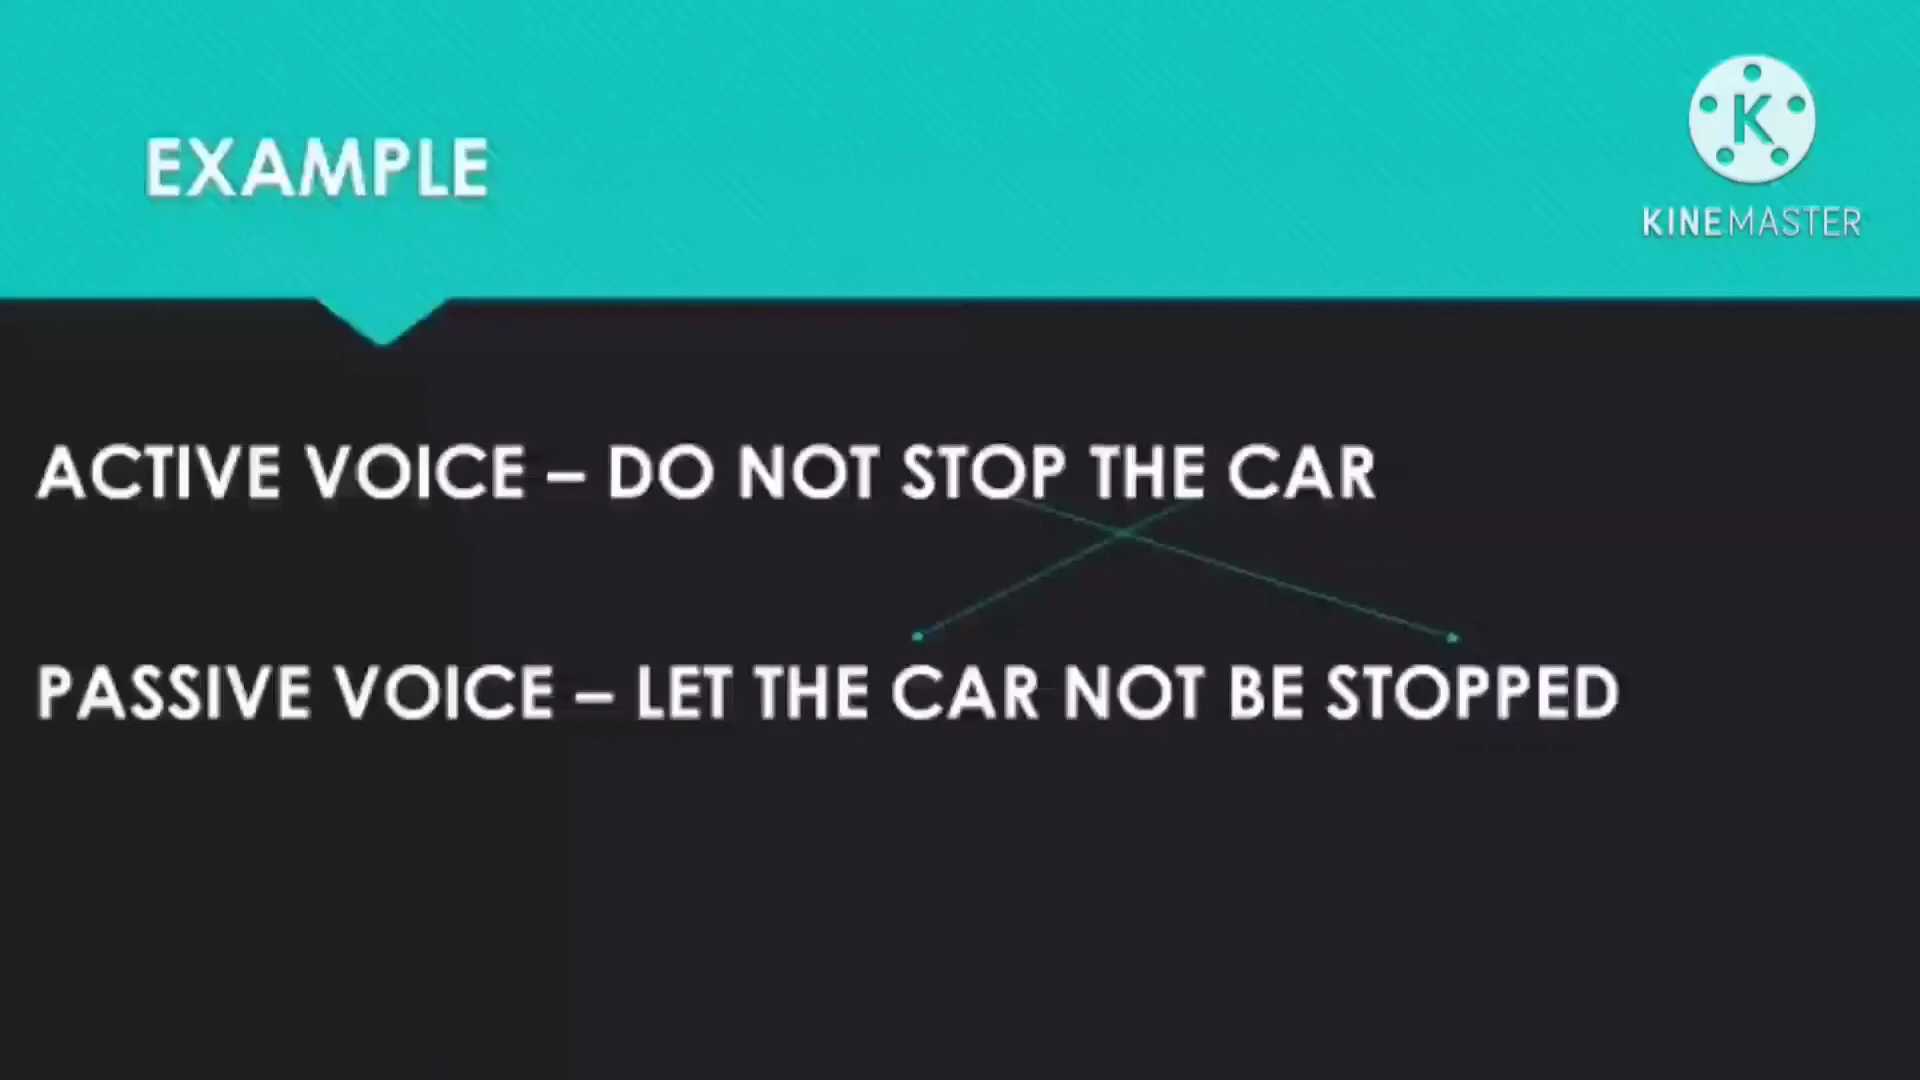 EXAMPLE
K
KINEMASTER
ACTIVE VOICE – DO NOT STOP THE CAR
PASSIVE VOICE – LET THE CAR NOT BE STOPPED